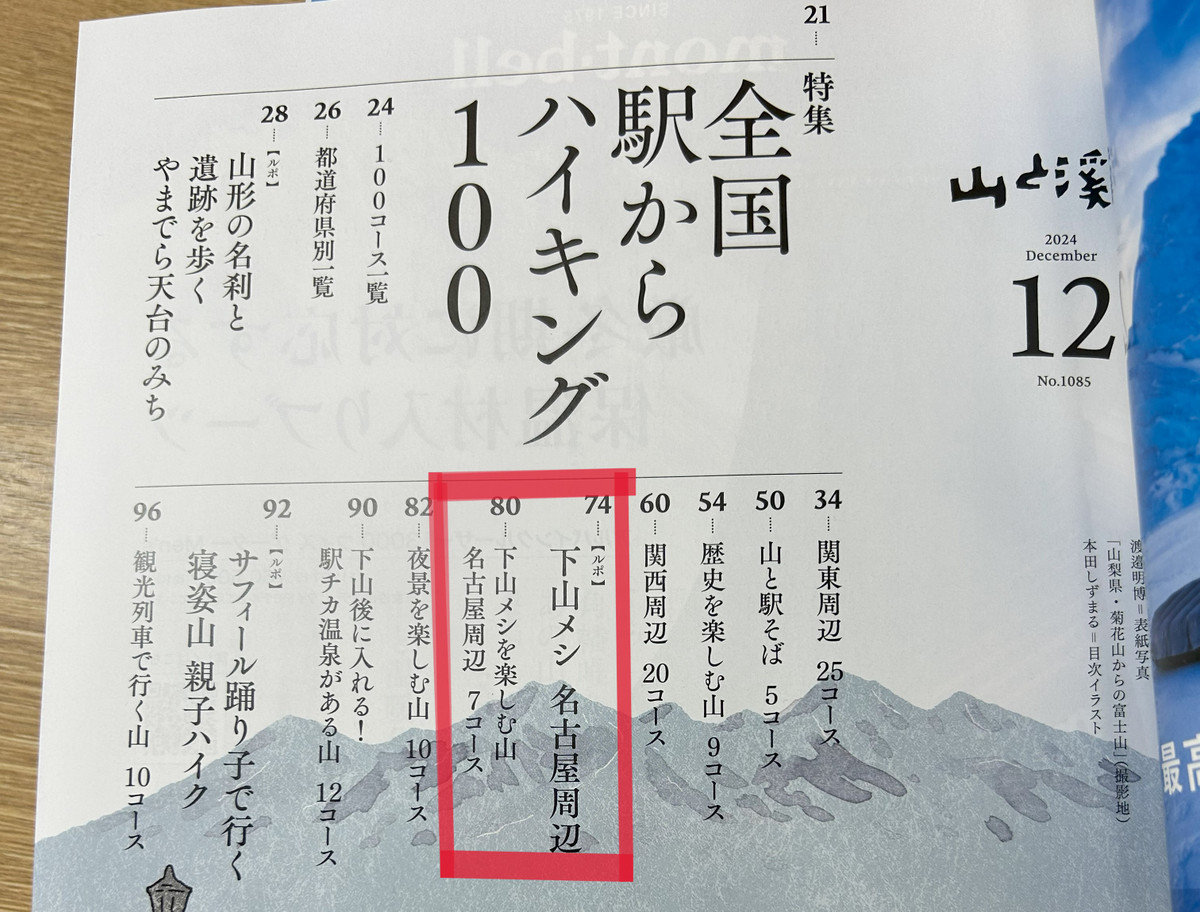 山と溪
2024
December
12
No.1085
渡邉明博＝表紙写真
「山梨県・菊花山からの富士山」（撮影地）
本田しずまる＝目次イラスト
21
特集
全国
駅から
ハイキング
100
24 100コース一覧
26 都道府県別一覧
28 【ルポ】
山形の名刹と
遺跡を歩く
やまでら天台のみち
34 関東周辺 25コース
50 山と駅そば 5コース
54 歴史を楽しむ山 9コース
60 関西周辺 20コース
74 【ルポ】
下山メシ 名古屋周辺
80 下山メシを楽しむ山
名古屋周辺 7コース
82 夜景を楽しむ山 10コース
90 下山後に入れる！
駅チカ温泉がある山 12コース
92 【ルポ】
サフィール踊り子で行く
寝姿山 親子ハイク
96 観光列車で行く山 10コース
最高